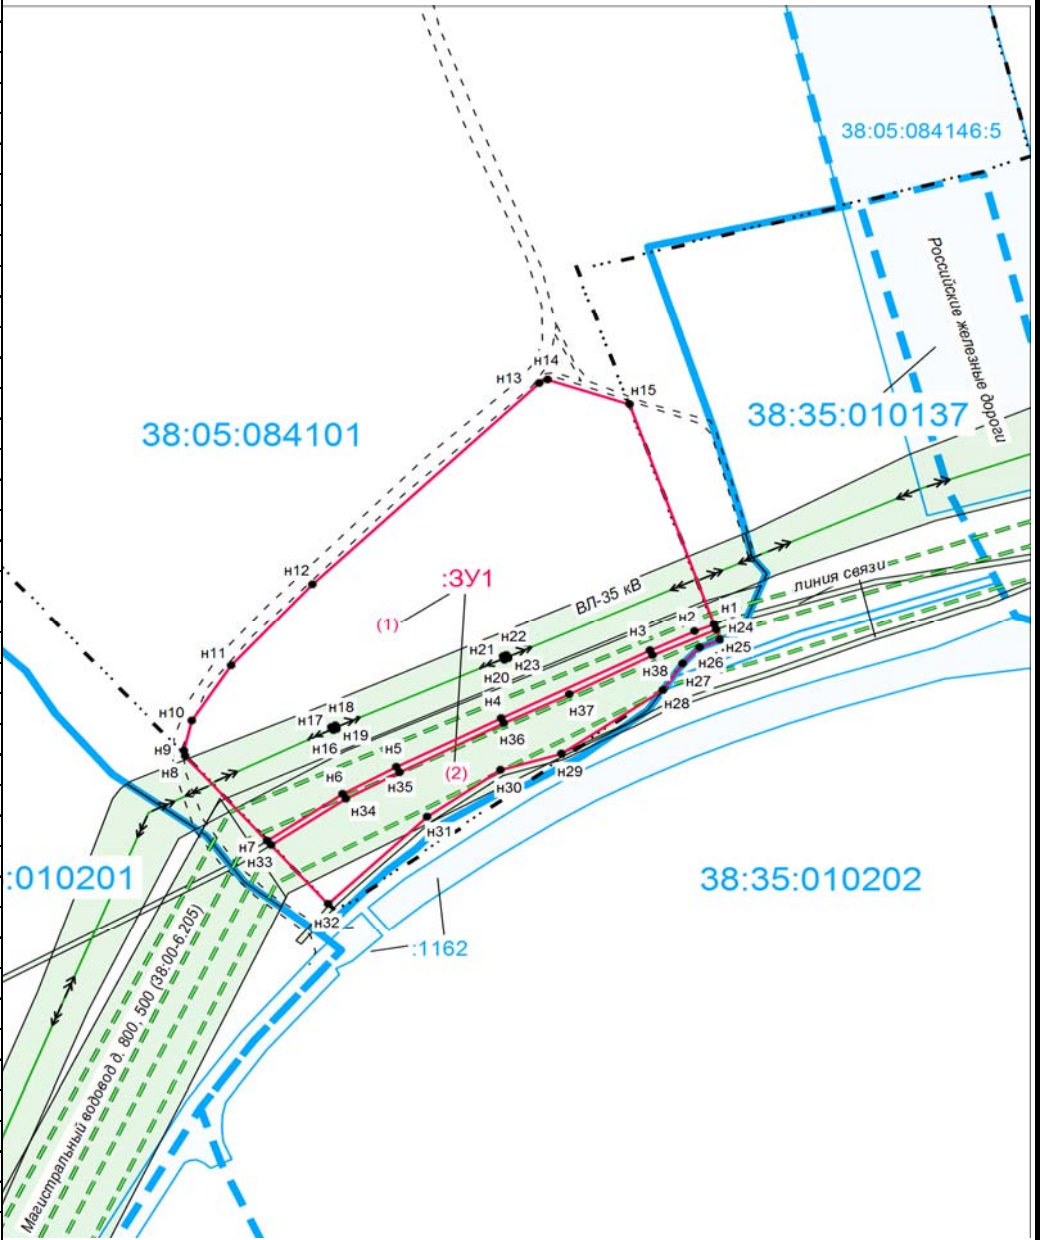 38:05:084146:5
Российские железные дороги
н14
н13
н15
38:35:010137
38:05:084101
н12
:ЗУ1
линия связи
ВЛ-35 кВ
(1)
н1
н2
н24
н3
н22
н25
н11
н21
н23
н38
н26
н20
н27
н10
н18
н4
н37
н28
н17
н19
н36
н9
н16
н5
н8
(2)
н29
н6
н35
н30
н34
н31
н7
н33
:010201
38:35:010202
н32
:1162
Магистральный водовод д. 800, 500 (38:00-6.205)